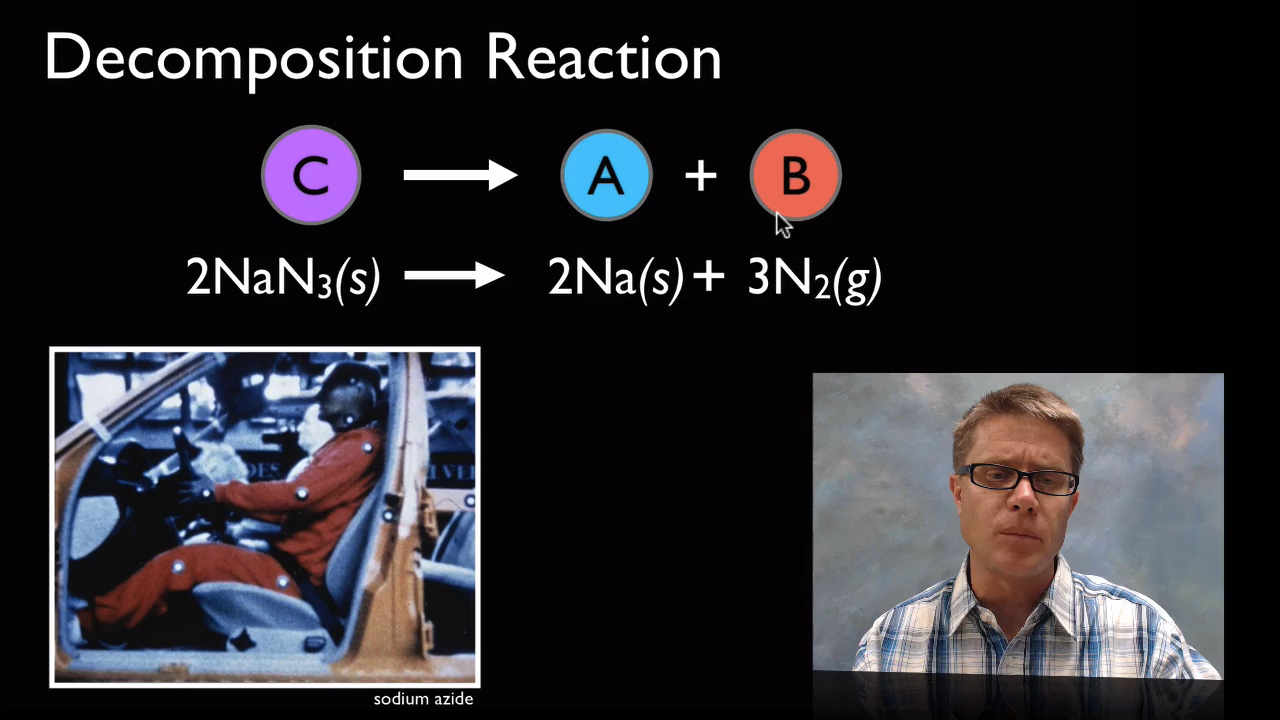 Decomposition Reaction
C → A + B
2NaN₃(s) → 2Na(s) + 3N₂(g)
sodium azide